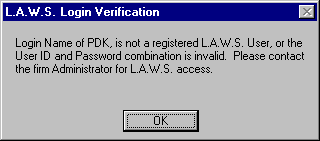 L.A.W.S. Login Verification
Login Name of PDK, is not a registered L.A.W.S. User, or the
User ID and Password combination is invalid.  Please contact
the firm Administrator for L.A.W.S. access.
OK